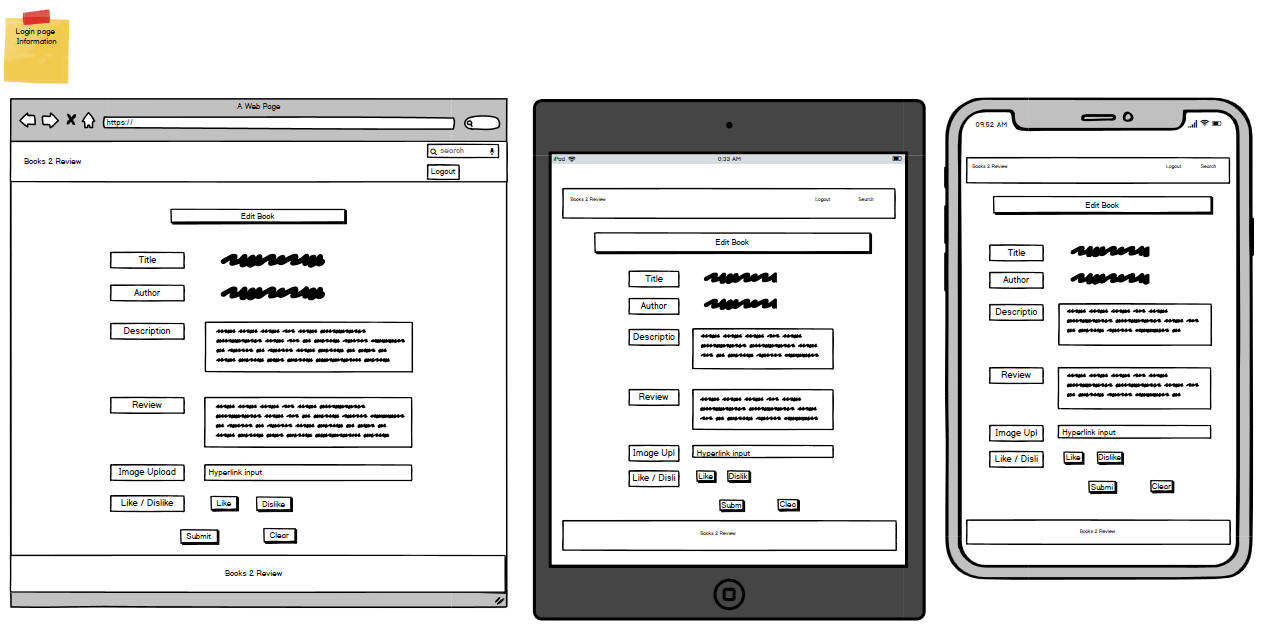 Login page
Information
A Web Page
https://
Books 2 Review
search
Logout
Edit Book
Title
Author
Description
Review
Image Upload
Hyperlink input
Like / Dislike
Like
Dislike
Submit
Clear
Books 2 Review
iPad
0:33 AM
Books 2 Review
Logout
Search
Edit Book
Title
Author
Descriptio
Review
Image Upl
Hyperlink input
Like / Disli
Like
Dislik
Subm
Clea
Books 2 Review
09:52 AM
Books 2 Review
Logout
Search
Edit Book
Title
Author
Descriptio
Review
Image Upl
Hyperlink input
Like / Disli
Like
Dislike
Submi
Clear
Books 2 Review